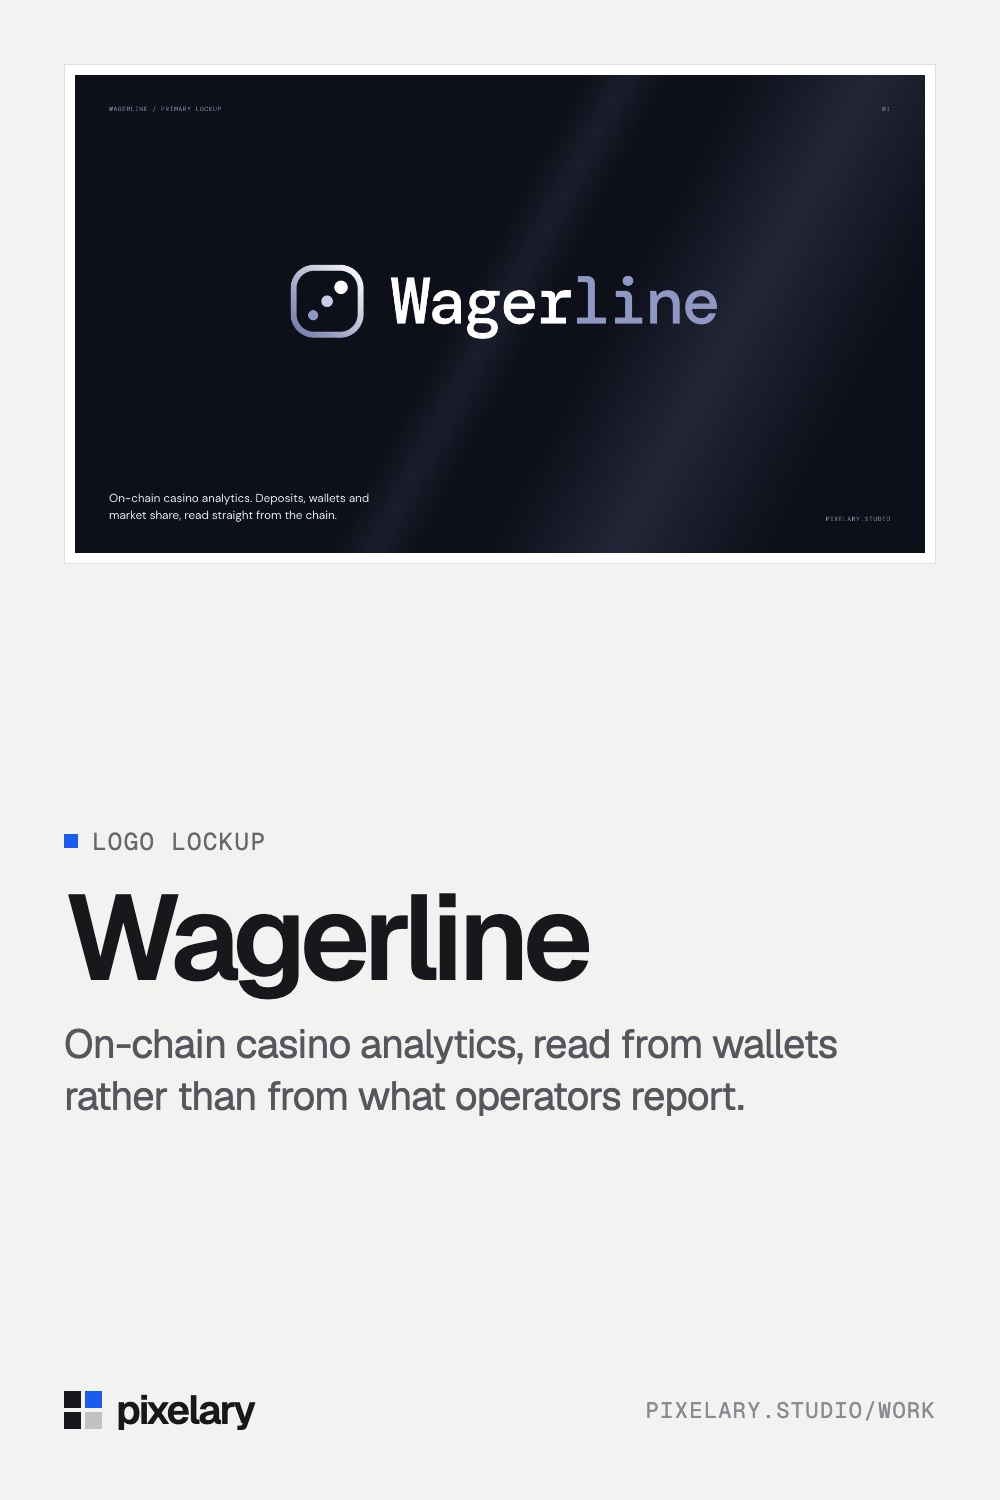 WAGERLINE / PRIMARY LOCKUP
01
Wagerline
On-chain casino analytics. Deposits, wallets and
market share, read straight from the chain.
PIXELARY.STUDIO
LOGO LOCKUP
Wagerline
On-chain casino analytics, read from wallets
rather than from what operators report.
pixelary
PIXELARY.STUDIO/WORK